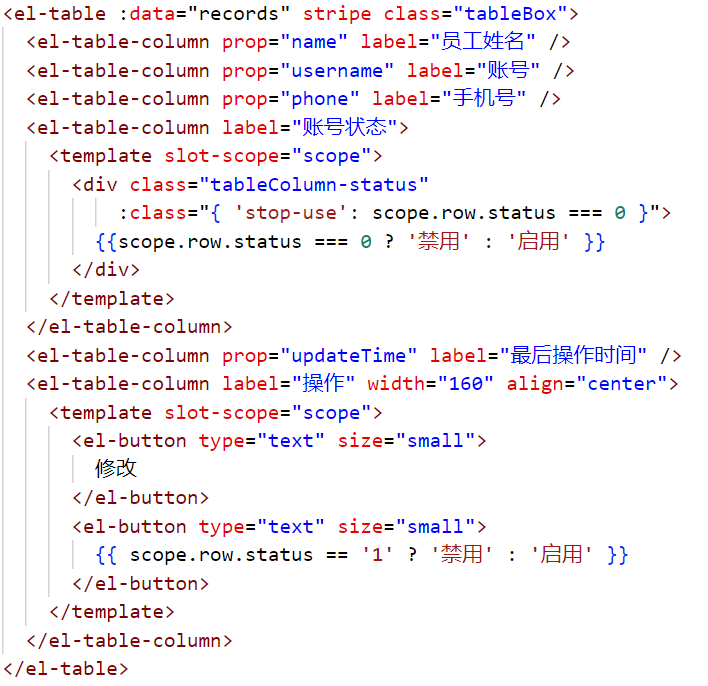 <el-table :data="records" stripe class="tableBox">
  <el-table-column prop="name" label="员工姓名" />
  <el-table-column prop="username" label="账号" />
  <el-table-column prop="phone" label="手机号" />
  <el-table-column label="账号状态">
    <template slot-scope="scope">
      <div class="tableColumn-status"
          :class="{ 'stop-use': scope.row.status === 0 }">
        {{scope.row.status === 0 ? '禁用' : '启用' }}
      </div>
    </template>
  </el-table-column>
  <el-table-column prop="updateTime" label="最后操作时间" />
  <el-table-column label="操作" width="160" align="center">
    <template slot-scope="scope">
      <el-button type="text" size="small">
        修改
      </el-button>
      <el-button type="text" size="small">
        {{ scope.row.status == '1' ? '禁用' : '启用' }}
      </el-button>
    </template>
  </el-table-column>
</el-table>